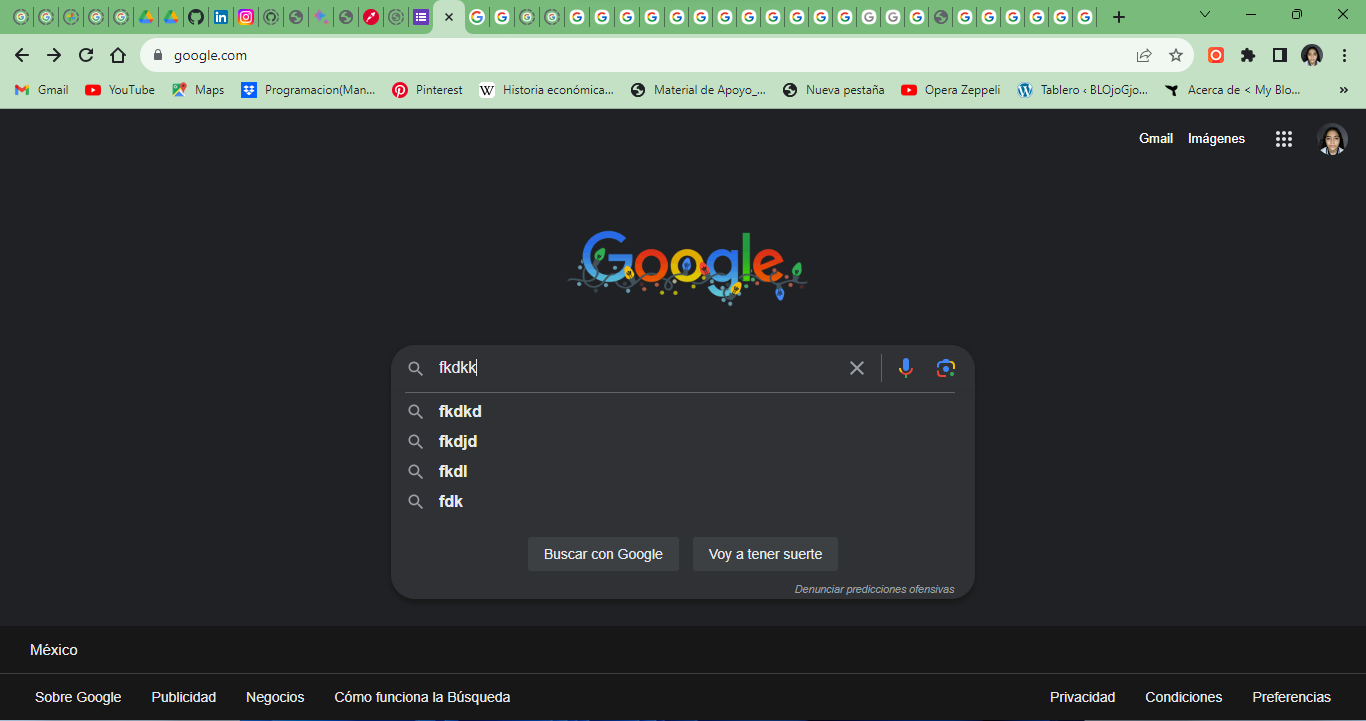 google.com
Gmail YouTube Maps Programacion(Man... Pinterest Historia económica... Material de Apoyo_... Nueva pestaña Opera Zeppeli Tablero ‹ BLOjoGjo... Acerca de < My Blo... »
Gmail Imágenes
Google
fkdkk
fkdkd
fkdjd
fkdl
fdk
Buscar con Google Voy a tener suerte
Denunciar predicciones ofensivas
México
Sobre Google Publicidad Negocios Cómo funciona la Búsqueda Privacidad Condiciones Preferencias